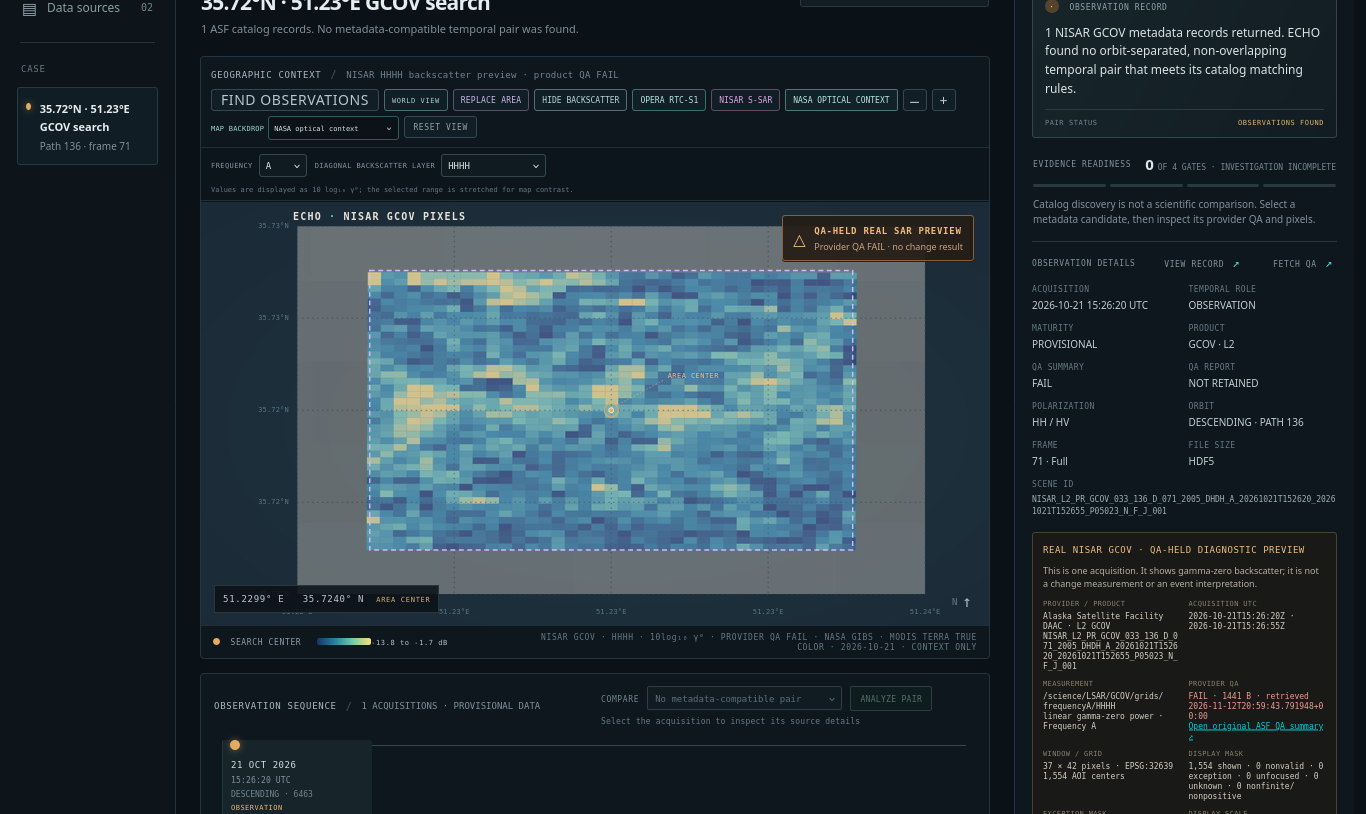 Data sources 02
CASE
35.72°N · 51.23°E
GCOV search
Path 136 · frame 71
35.72°N · 51.23°E GCOV search
1 ASF catalog records. No metadata-compatible temporal pair was found.
GEOGRAPHIC CONTEXT / NISAR HHHH backscatter preview · product QA FAIL
FIND OBSERVATIONS WORLD VIEW REPLACE AREA HIDE BACKSCATTER OPERA RTC-S1 NISAR S-SAR NASA OPTICAL CONTEXT — +
MAP BACKDROP NASA optical context RESET VIEW
FREQUENCY A DIAGONAL BACKSCATTER LAYER HHHH
Values are displayed as 10 log₁₀ γ⁰; the selected range is stretched for map contrast.
ECHO · NISAR GCOV PIXELS
35.73°N
QA-HELD REAL SAR PREVIEW
Provider QA FAIL · no change result
35.73°N
AREA CENTER
35.72°N
35.72°N
51.2299° E 35.7240° N AREA CENTER
51.23°E 51.23°E 51.23°E 51.24°E
N ↑
SEARCH CENTER -13.8 to -1.7 dB
NISAR GCOV · HHHH · 10log₁₀ γ⁰ · PROVIDER QA FAIL · NASA GIBS · MODIS TERRA TRUE
COLOR · 2026-10-21 · CONTEXT ONLY
OBSERVATION SEQUENCE / 1 ACQUISITIONS · PROVISIONAL DATA
COMPARE No metadata-compatible pair ANALYZE PAIR
Select the acquisition to inspect its source details
21 OCT 2026
15:26:20 UTC
DESCENDING · 6463
OBSERVATION
OBSERVATION RECORD
1 NISAR GCOV metadata records returned. ECHO
found no orbit-separated, non-overlapping
temporal pair that meets its catalog matching
rules.
PAIR STATUS OBSERVATIONS FOUND
EVIDENCE READINESS 0 OF 4 GATES · INVESTIGATION INCOMPLETE
Catalog discovery is not a scientific comparison. Select a
metadata candidate, then inspect its provider QA and pixels.
OBSERVATION DETAILS VIEW RECORD ↗ FETCH QA ↗
ACQUISITION TEMPORAL ROLE
2026-10-21 15:26:20 UTC OBSERVATION
MATURITY PRODUCT
PROVISIONAL GCOV · L2
QA SUMMARY QA REPORT
FAIL NOT RETAINED
POLARIZATION ORBIT
HH / HV DESCENDING · PATH 136
FRAME FILE SIZE
71 · Full HDF5
SCENE ID
NISAR_L2_PR_GCOV_033_136_D_071_2005_DHDH_A_20261021T152620_2026
1021T152655_P05023_N_F_J_001
REAL NISAR GCOV · QA-HELD DIAGNOSTIC PREVIEW
This is one acquisition. It shows gamma-zero backscatter; it is not
a change measurement or an event interpretation.
PROVIDER / PRODUCT
Alaska Satellite Facility
DAAC · L2 GCOV
NISAR_L2_PR_GCOV_033_136_D_0
71_2005_DHDH_A_20261021T1526
20_20261021T152655_P05023_N_
F_J_001
ACQUISITION UTC
2026-10-21T15:26:20Z ·
2026-10-21T15:26:55Z
MEASUREMENT
/science/LSAR/GCOV/grids/
frequencyA/HHHH
linear gamma-zero power ·
Frequency A
PROVIDER QA
FAIL · 1441 B · retrieved
2026-11-12T20:59:43.791948+0
0:00
Open original ASF QA summary
↗
WINDOW / GRID
37 × 42 pixels · EPSG:32639
1,554 AOI centers
DISPLAY MASK
1,554 shown · 0 nonvalid · 0
exception · 0 unfocused · 0
unknown · 0 nonfinite/
nonpositive
EXCEPTION MASK DISPLAY SCALE